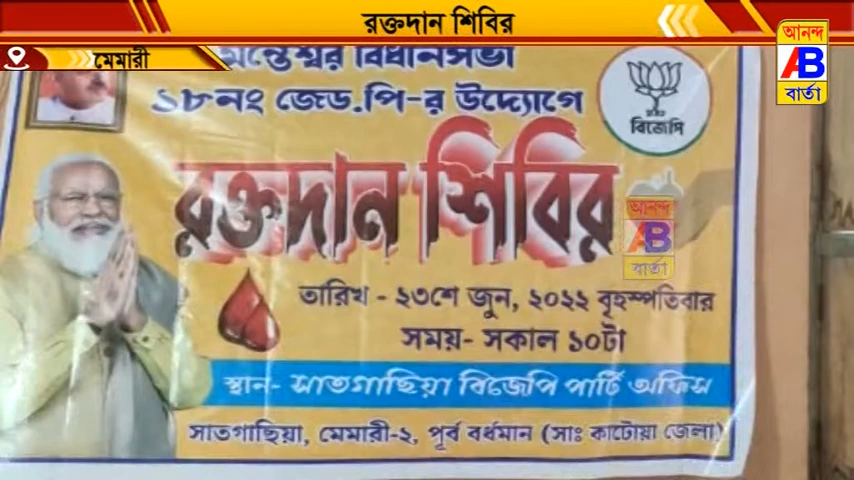 রক্তদান শিবির
মেমারী
আনন্দ
AB
বার্তা
মন্তেশ্বর বিধানসভা
১৮নং জেড.পি-র উদ্যোগে
বিজেপি
রক্তদান শিবির
আনন্দ
AB
বার্তা
তারিখ - ২৩শে জুন, ২০২২ বৃহস্পতিবার
সময়- সকাল ১০টা
স্থান- সাতগাছিয়া বিজেপি পার্টি অফিস
সাতগাছিয়া, মেমারী-২, পূর্ব বর্ধমান (সাঃ কাটোয়া জেলা)